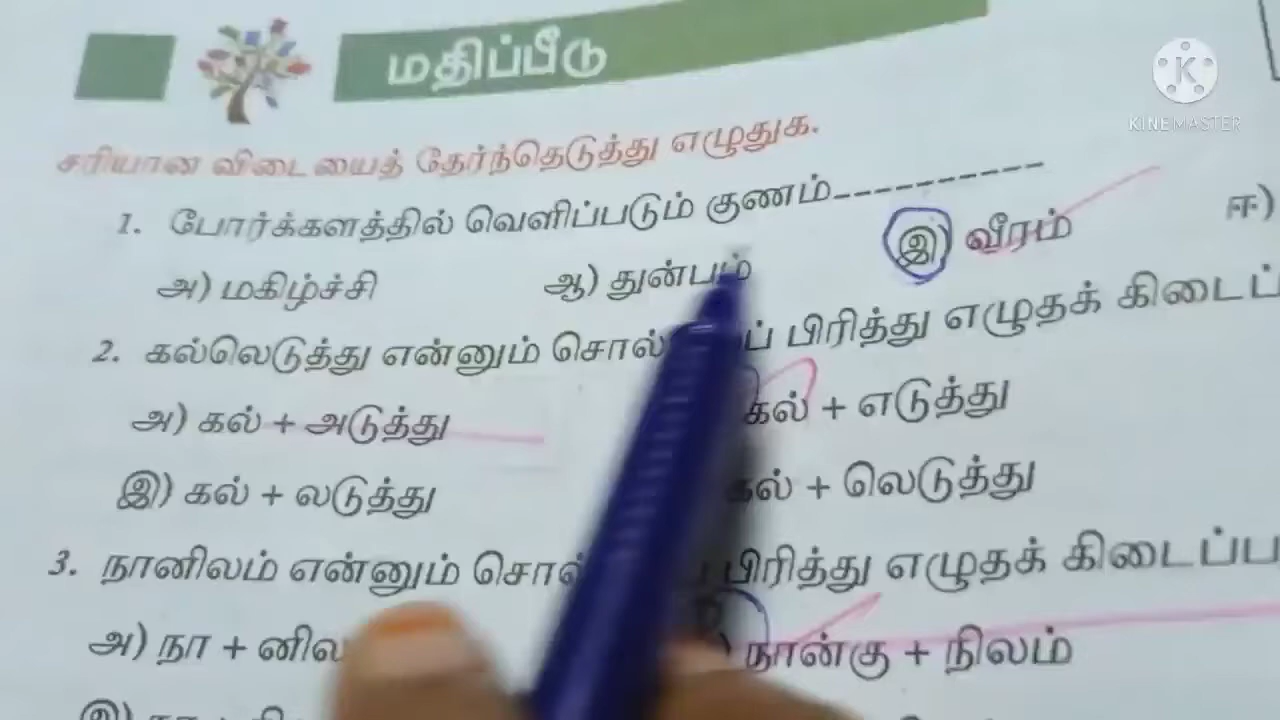 மதிப்பீடு
KINEMASTER
சரியான விடையைத் தேர்ந்தெடுத்து எழுதுக.
1. போர்க்களத்தில் வெளிப்படும் குணம்-----------
அ) மகிழ்ச்சி ஆ) துன்பம் இ) வீரம் ஈ)
2. கல்லெடுத்து என்னும் பிரித்து எழுதக்
அ) கல் + அடுத்து கல் + எடுத்து
இ) கல் + லடுத்து கல் + லெடுத்து
3. நானிலம் என்னும் பிரித்து எழுதக்
அ) நா + நான்கு + நிலம்